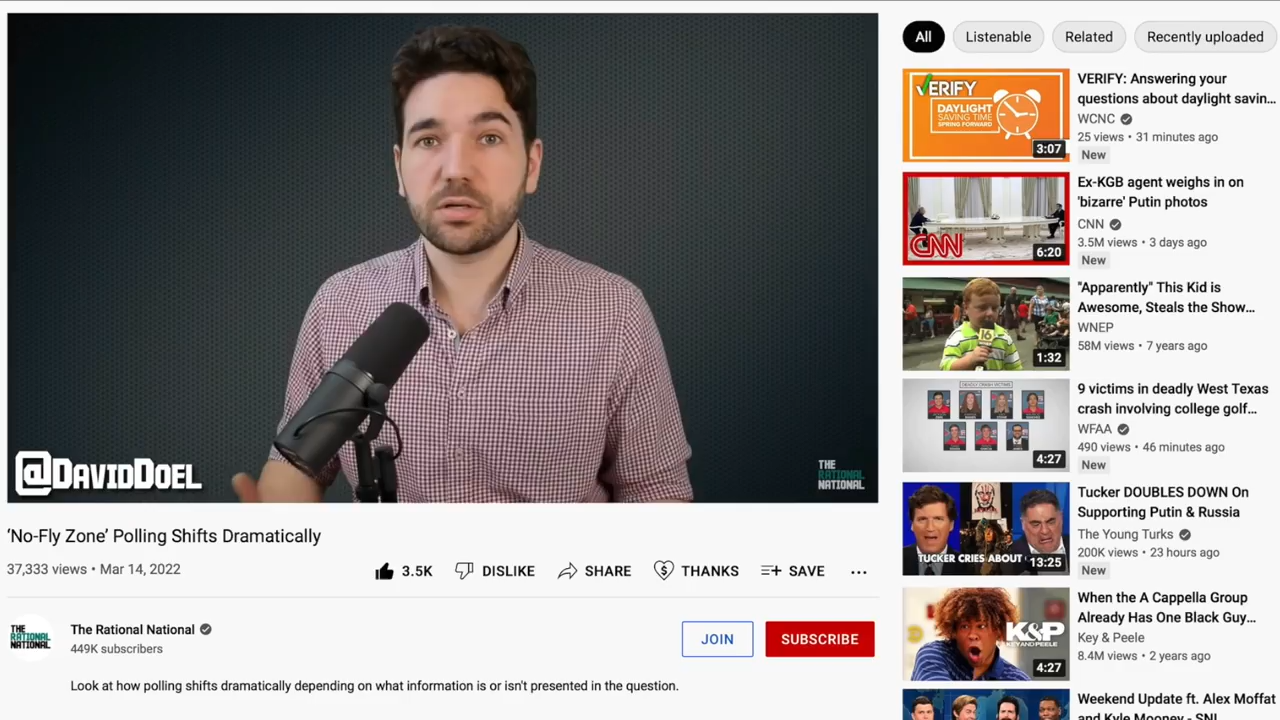 @DAVIDDOEL
THE
RATIONAL
NATIONAL
'No-Fly Zone' Polling Shifts Dramatically
37,333 views • Mar 14, 2022
3.5K
DISLIKE
SHARE
THANKS
SAVE
THE
RATIONAL
NATIONAL
The Rational National
449K subscribers
JOIN
SUBSCRIBE
Look at how polling shifts dramatically depending on what information is or isn't presented in the question.
All
Listenable
Related
Recently uploaded
VERIFY
DAYLIGHT
SAVING TIME
SPRING FORWARD
3:07
VERIFY: Answering your
questions about daylight savin...
WCNC
25 views • 31 minutes ago
New
CNN
6:20
Ex-KGB agent weighs in on
'bizarre' Putin photos
CNN
3.5M views • 3 days ago
New
16
1:32
"Apparently" This Kid is
Awesome, Steals the Show...
WNEP
58M views • 7 years ago
DEADLY CRASH VICTIMS
4:27
9 victims in deadly West Texas
crash involving college golf...
WFAA
490 views • 46 minutes ago
New
TUCKER CRIES ABOUT
13:25
Tucker DOUBLES DOWN On
Supporting Putin & Russia
The Young Turks
200K views • 23 hours ago
New
K&P
KEY AND PEELE
4:27
When the A Cappella Group
Already Has One Black Guy...
Key & Peele
8.4M views • 2 years ago
Weekend Update ft. Alex Moffat
and Kyle Mooney - SNL